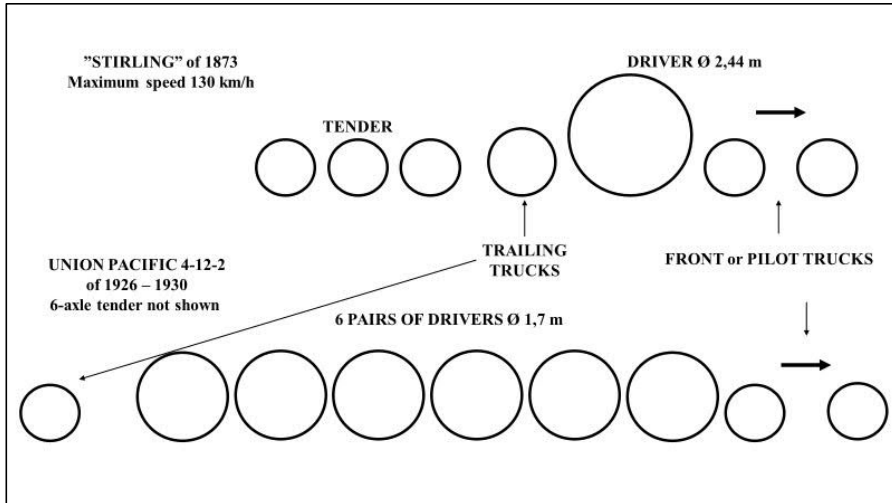 ”STIRLING” of 1873
Maximum speed 130 km/h
DRIVER Ø 2,44 m
TENDER
TRAILING
TRUCKS
FRONT or PILOT TRUCKS
UNION PACIFIC 4-12-2
of 1926 – 1930
6-axle tender not shown
6 PAIRS OF DRIVERS Ø 1,7 m